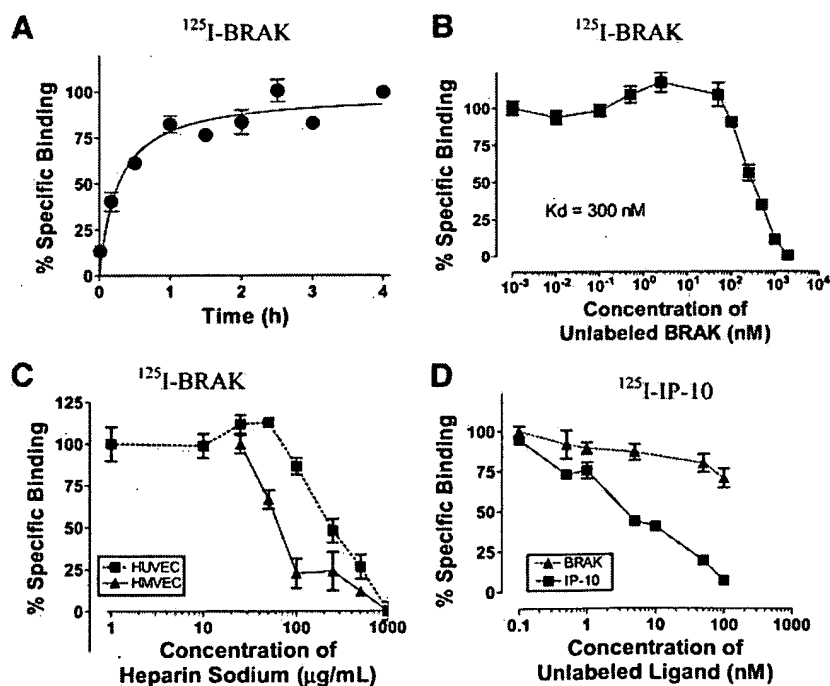 A
¹²⁵I-BRAK
% Specific Binding
100
75
50
25
0
0
1
2
3
4
Time (h)
B
¹²⁵I-BRAK
% Specific Binding
100
75
50
25
0
Kd = 300 nM
10⁻³
10⁻²
10⁻¹
10⁰
10¹
10²
10³
10⁴
Concentration of
Unlabeled BRAK (nM)
C
¹²⁵I-BRAK
% Specific Binding
125
100
75
50
25
0
HUVEC
HMVEC
1
10
100
1000
Concentration of
Heparin Sodium (µg/mL)
D
¹²⁵I-IP-10
% Specific Binding
100
75
50
25
0
BRAK
IP-10
0.1
1
10
100
1000
Concentration of
Unlabeled Ligand (nM)